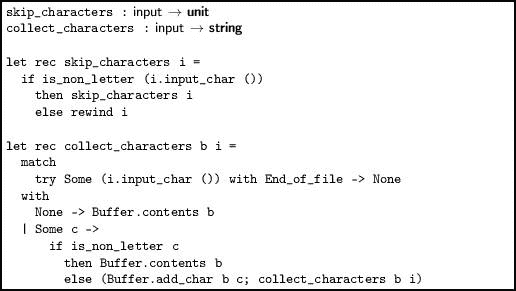 skip_characters : input → unit
collect_characters : input → string
let rec skip_characters i =
if is_non_letter (i.input_char ())
then skip_characters i
else rewind i
let rec collect_characters b i =
match
try Some (i.input_char ()) with End_of_file -> None
with
None -> Buffer.contents b
| Some c ->
if is_non_letter c
then Buffer.contents b
else (Buffer.add_char b c; collect_characters b i)